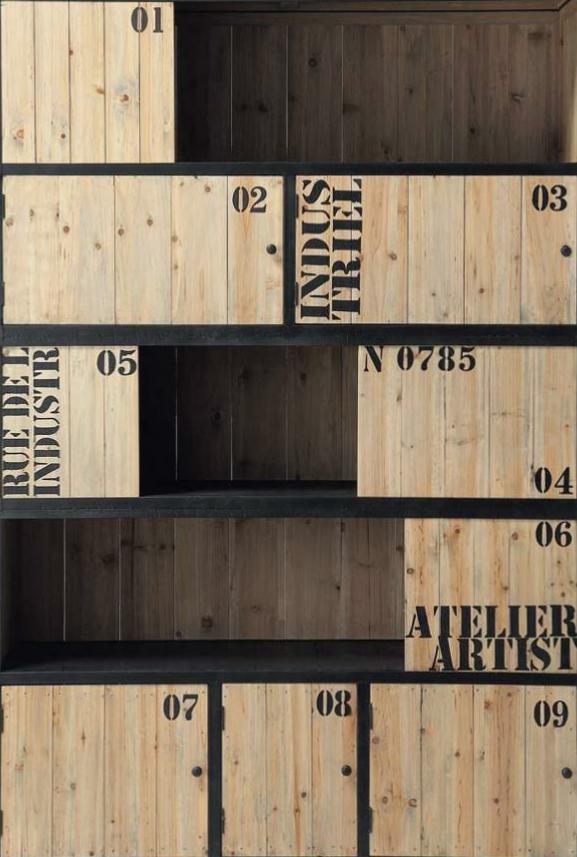 01
02
INDUS
TRIEL
03
RUE DE L
INDUSTR
05
N 0785
04
06
ATELIER
ARTIST
07
08
09